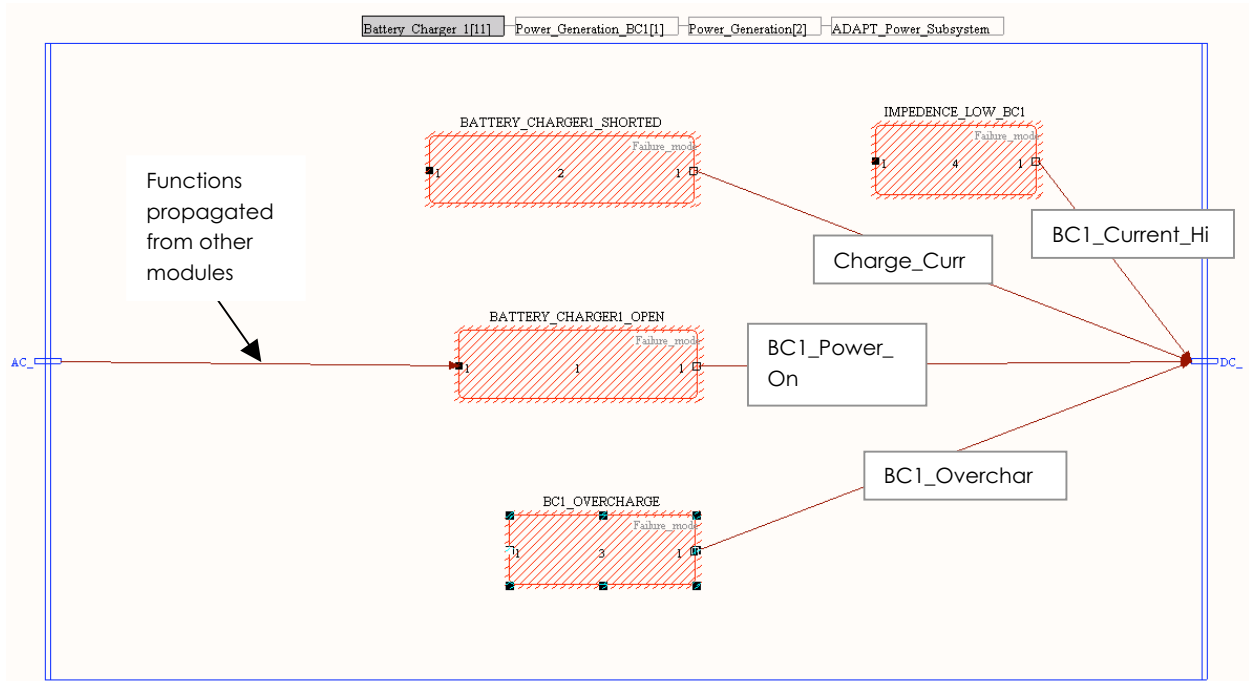 Battery_Charger_1[11] Power_Generation_BC1[1] Power_Generation[2] ADAPT_Power_Subsystem
IMPEDENCE_LOW_BC1
BATTERY_CHARGER1_SHORTED
Failure_mod
Failure_mode
1 4 1
1 2 1
Functions
propagated
from other
modules
BC1_Current_Hi
Charge_Curr
BATTERY_CHARGER1_OPEN
Failure_mode
BC1_Power_
On
AC_
DC_
1 1 1
BC1_Overchar
BC1_OVERCHARGE
Failure_mode
1 3 1